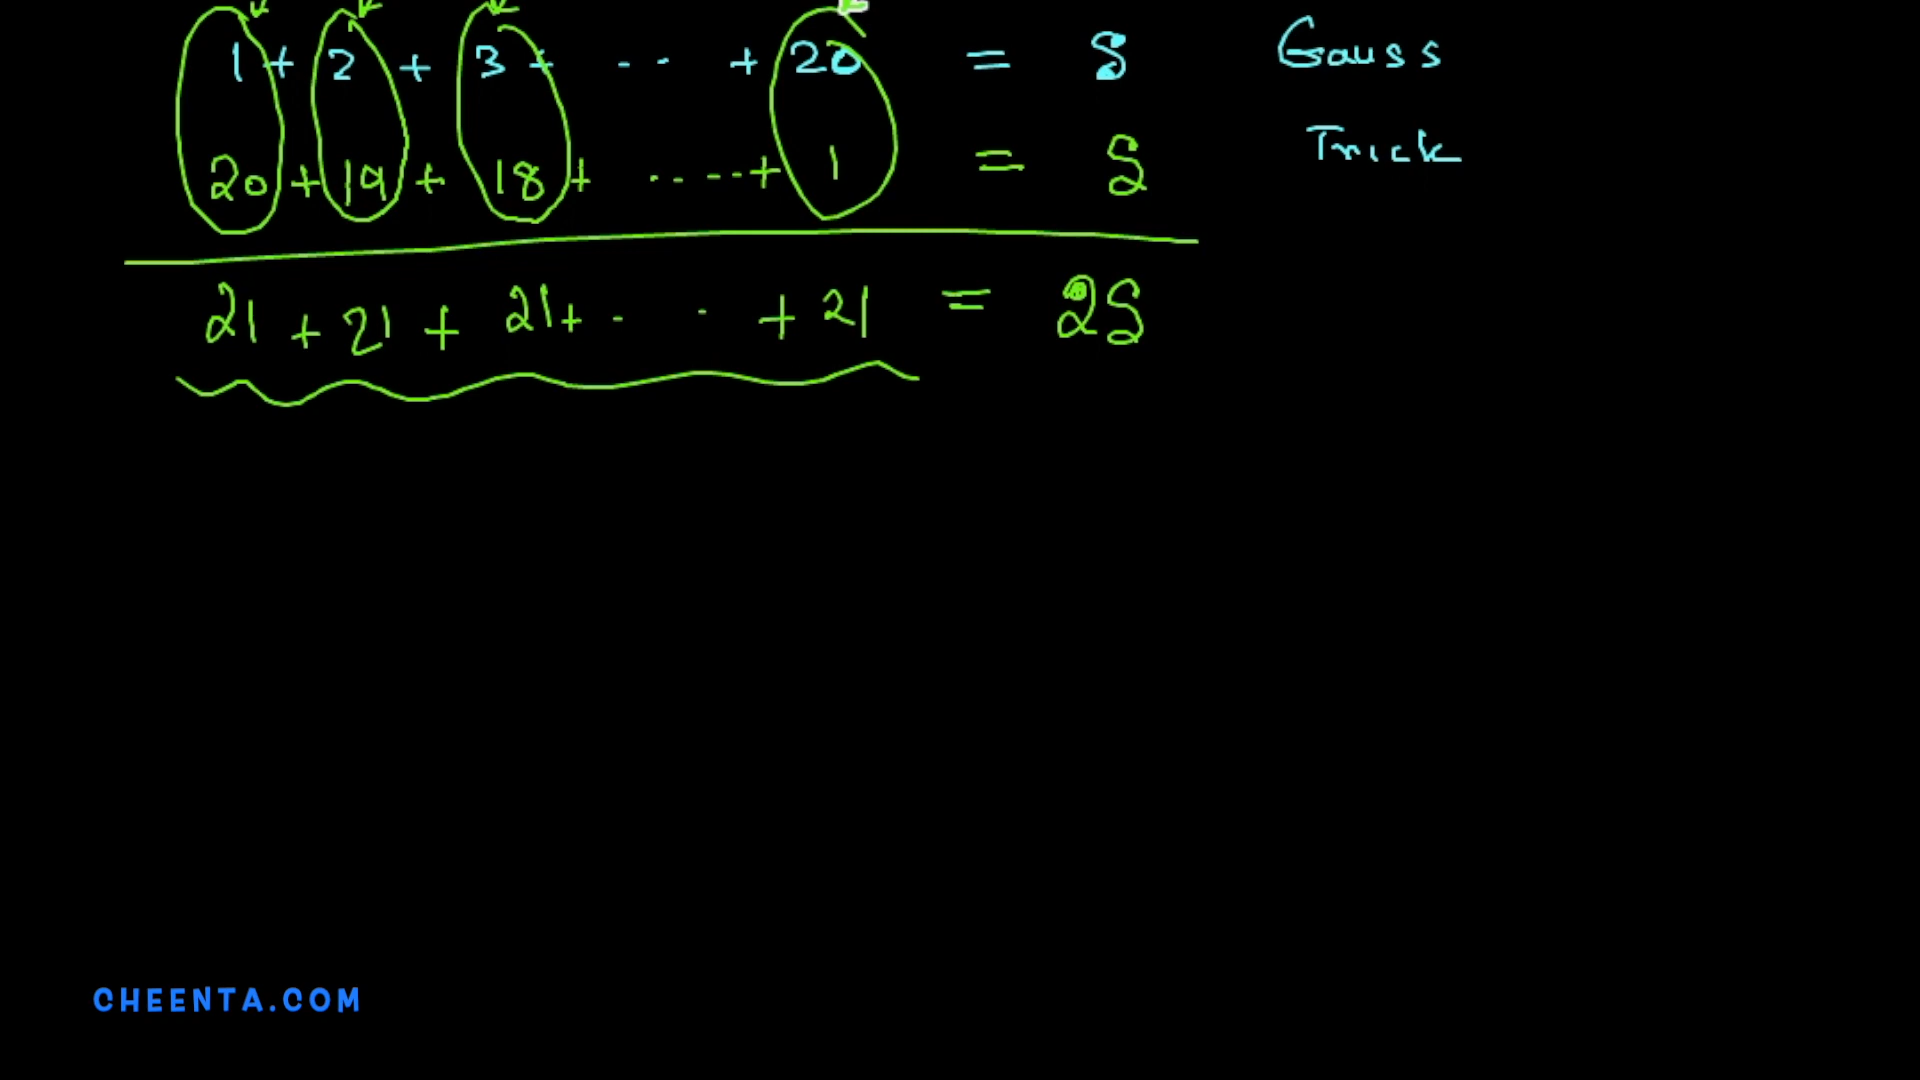 1 + 2 + 3 + - - + 20 = S Gauss
20 + 19 + 18 + ..--+ 1 = S Trick
21 + 21 + 21 + - - + 21 = 2S
CHEENTA.COM